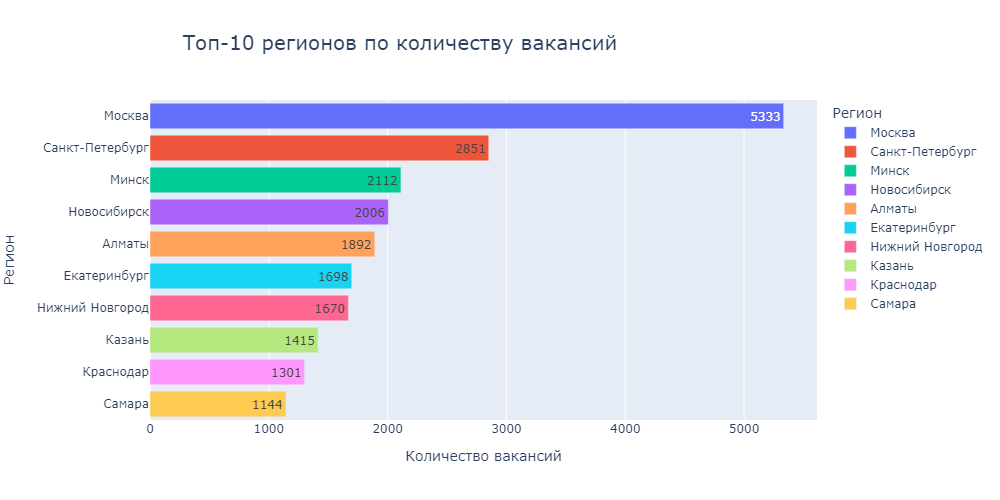 Топ-10 регионов по количеству вакансий
Регион
Москва
5333
Санкт-Петербург
2851
Минск
2112
Новосибирск
2006
Алматы
1892
Екатеринбург
1698
Нижний Новгород
1670
Казань
1415
Краснодар
1301
Самара
1144
0 1000 2000 3000 4000 5000
Количество вакансий
Регион
Москва
Санкт-Петербург
Минск
Новосибирск
Алматы
Екатеринбург
Нижний Новгород
Казань
Краснодар
Самара